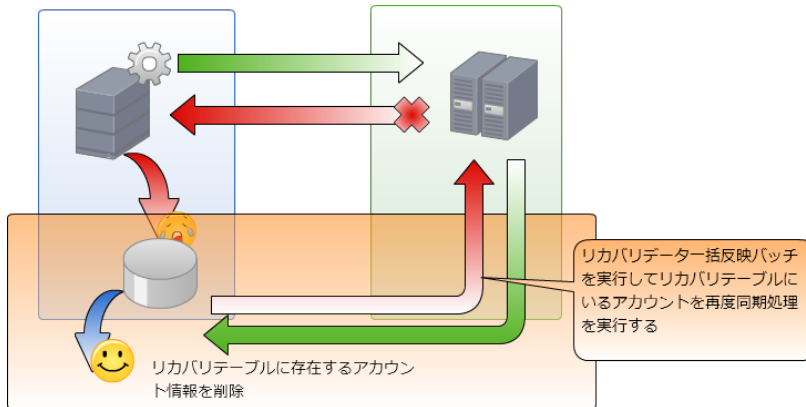 リカバリデータ一括反映バッチ
を実行してリカバリテーブルに
いるアカウントを再度同期処理
を実行する
リカバリテーブルに存在するアカウン
ト情報を削除